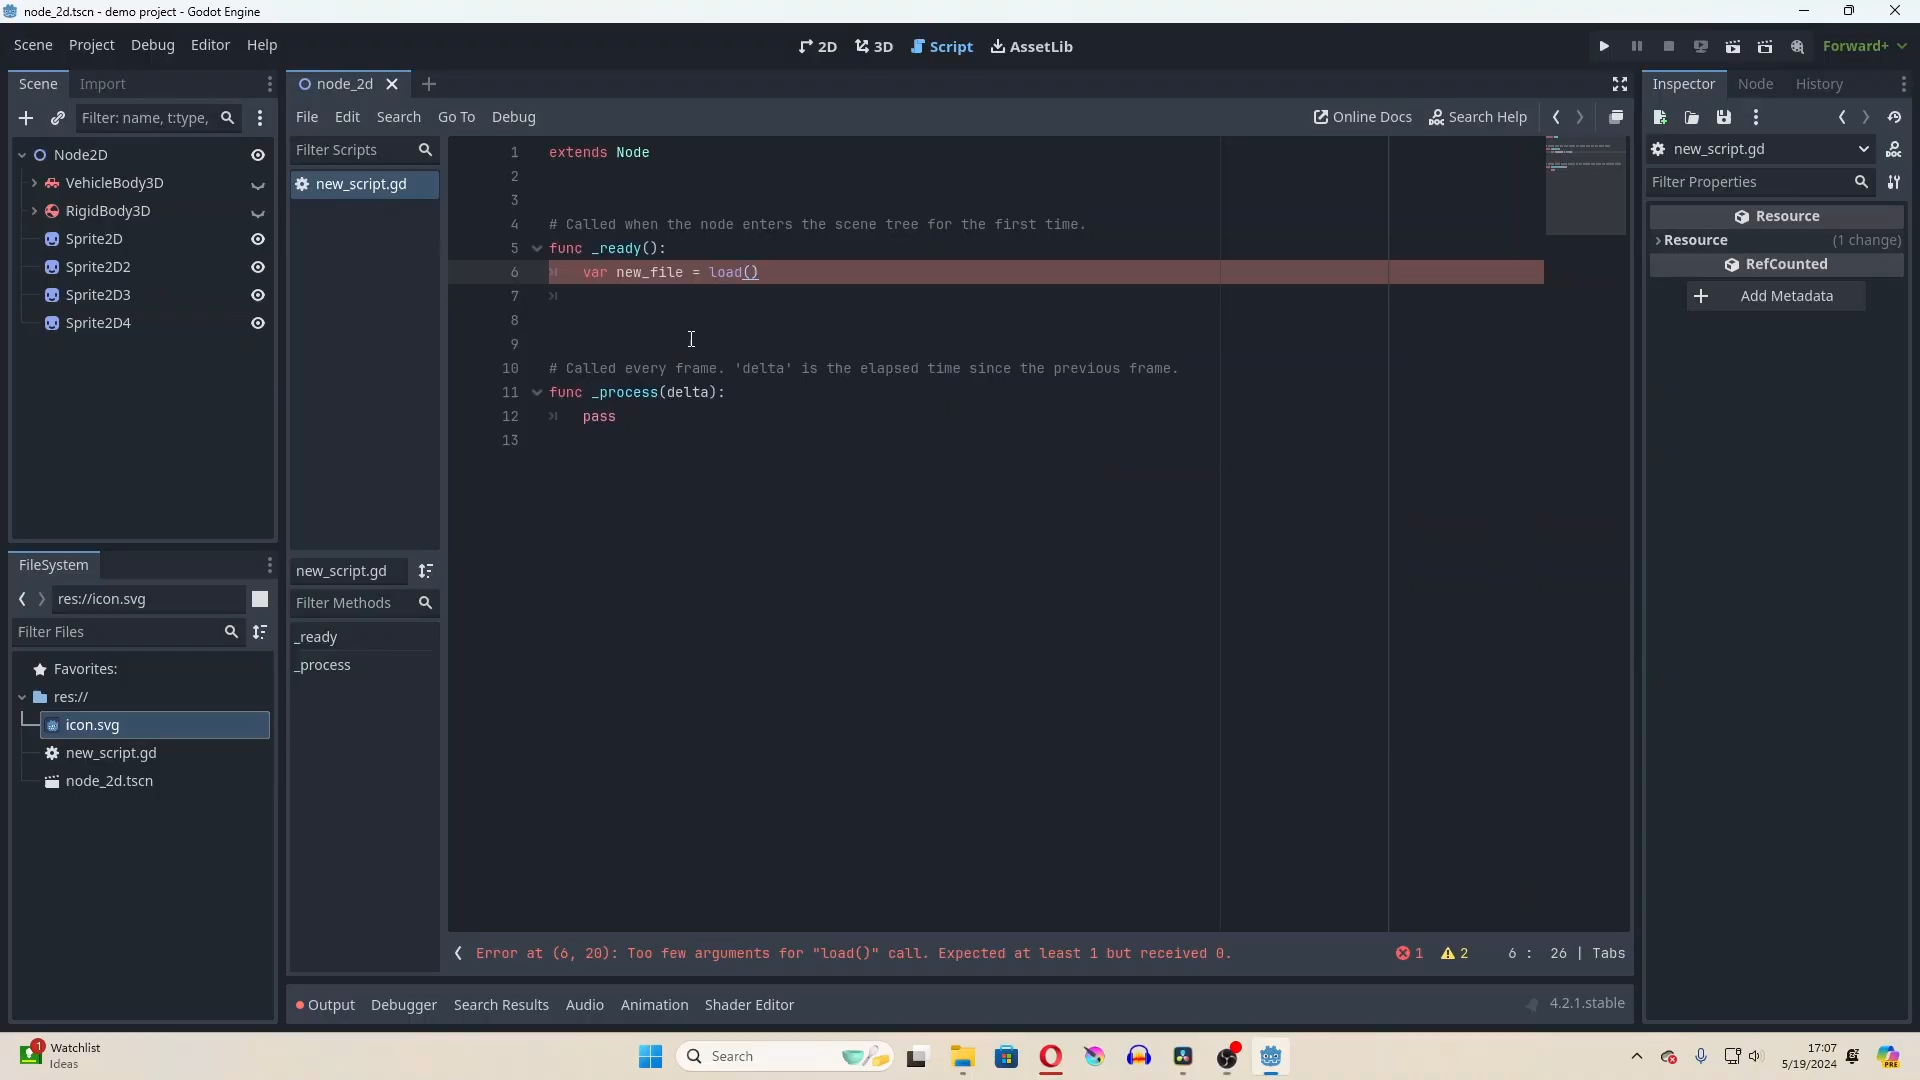 node_2d.tscn - demo project - Godot Engine
Scene Project Debug Editor Help
2D 3D Script AssetLib
Forward+
Scene Import
Filter: name, t:type,
Node2D
VehicleBody3D
RigidBody3D
Sprite2D
Sprite2D2
Sprite2D3
Sprite2D4
FileSystem
res://icon.svg
Filter Files
Favorites:
res://
icon.svg
new_script.gd
node_2d.tscn
node_2d
File Edit Search Go To Debug
Online Docs Search Help
Filter Scripts
new_script.gd
new_script.gd
Filter Methods
_ready
_process
1 extends Node
2
3
4 # Called when the node enters the scene tree for the first time.
5 func _ready():
6 var new_file = load()
7
8
9
10 # Called every frame. 'delta' is the elapsed time since the previous frame.
11 func _process(delta):
12 pass
13
Error at (6, 20): Too few arguments for "load()" call. Expected at least 1 but received 0.
1 2 6 : 26 | Tabs
Output Debugger Search Results Audio Animation Shader Editor
4.2.1.stable
Inspector Node History
new_script.gd
Filter Properties
Resource
Resource (1 change)
RefCounted
Add Metadata
1
Watchlist
Ideas
Search
17:07
5/19/2024
PRE